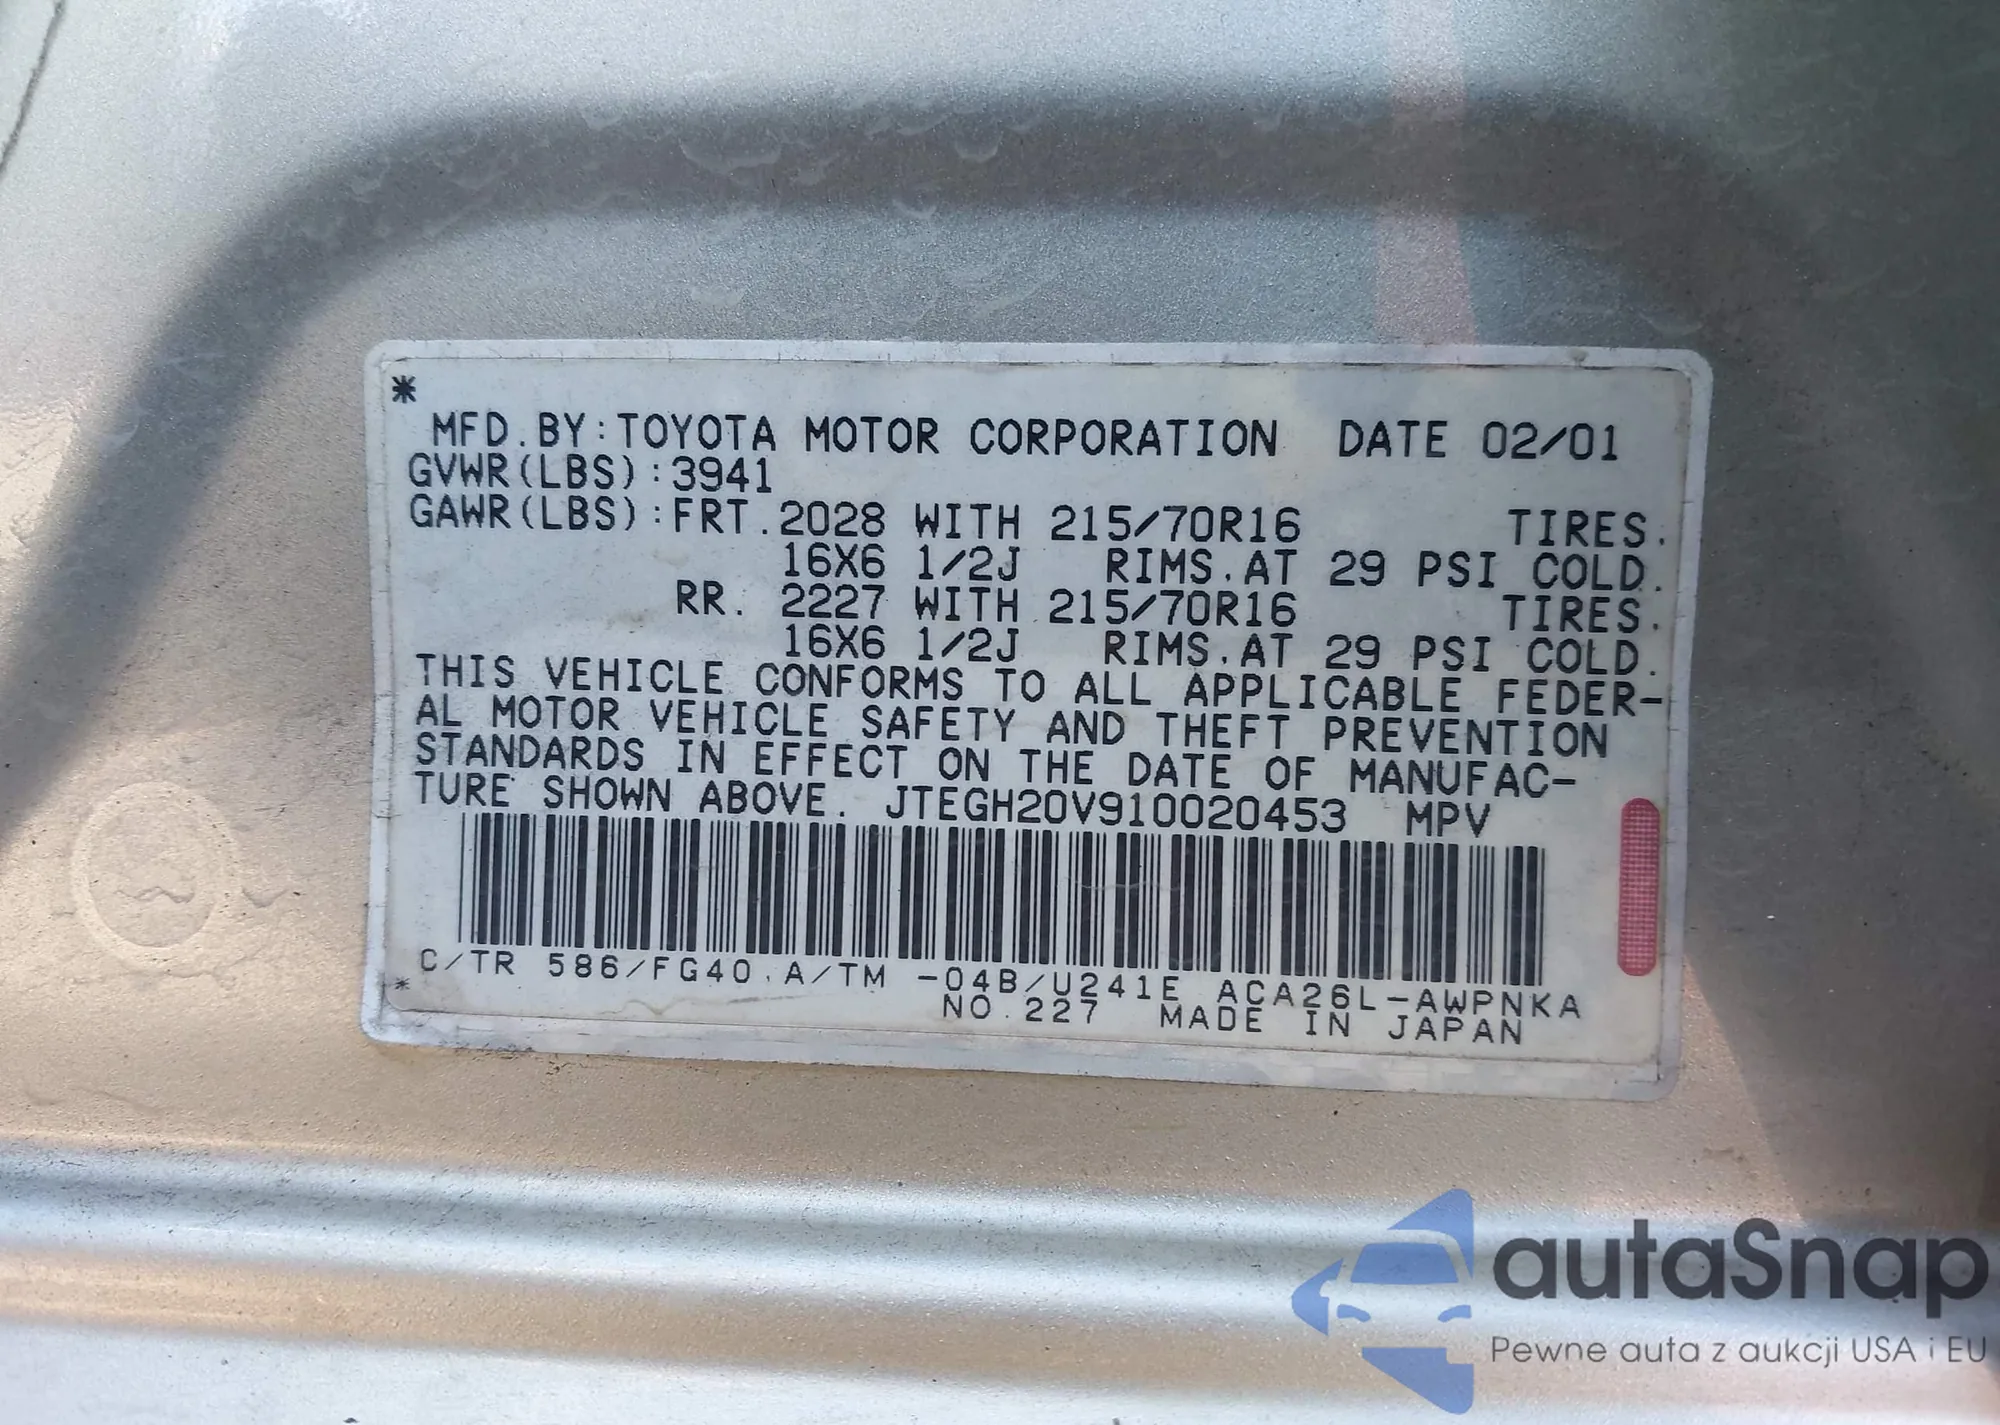 *
MFD.BY:TOYOTA MOTOR CORPORATION DATE 02/01
GVWR(LBS):3941
GAWR(LBS):FRT.2028 WITH 215/70R16 TIRES.
16X6 1/2J RIMS.AT 29 PSI COLD.
RR. 2227 WITH 215/70R16 TIRES.
16X6 1/2J RIMS.AT 29 PSI COLD.
THIS VEHICLE CONFORMS TO ALL APPLICABLE FEDER-
AL MOTOR VEHICLE SAFETY AND THEFT PREVENTION
STANDARDS IN EFFECT ON THE DATE OF MANUFAC-
TURE SHOWN ABOVE. JTEGH20V910020453 MPV
C/TR 586/FG40.A/TM -04B/U241E ACA26L-AWPNKA
* NO.227 MADE IN JAPAN
autaSnap
Pewne auta z aukcji USA i EU